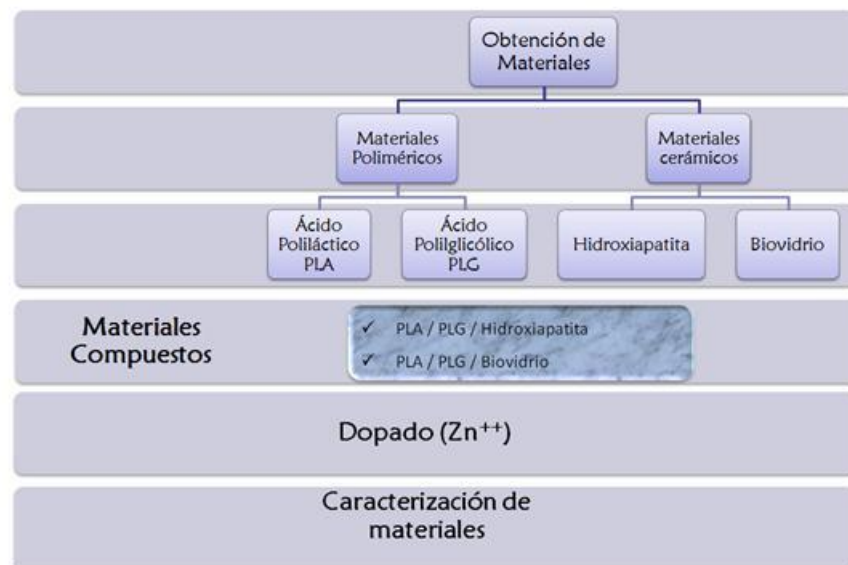 Obtención de
Materiales
Materiales
Poliméricos
Materiales
cerámicos
Ácido
Poliláctico
PLA
Ácido
Polilglicólico
PLG
Hidroxiapatita
Biovidrio
Materiales
Compuestos
✓ PLA / PLG / Hidroxiapatita
✓ PLA / PLG / Biovidrio
Dopado (Zn⁺⁺)
Caracterización de
materiales